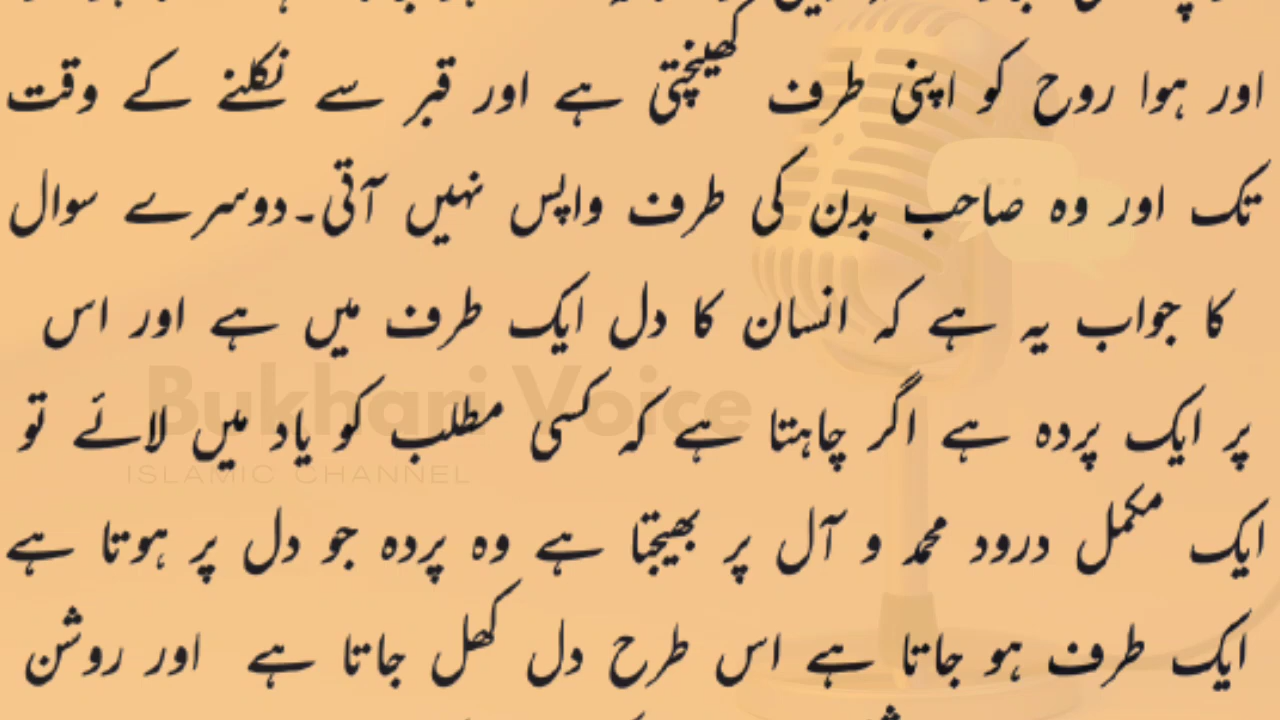 اور ہوا روح کو اپنی طرف کھینچتی ہے اور قبر سے نکلنے کے وقت
تک اور وہ صاحب بدن کی طرف واپس نہیں آتی۔دوسرے سوال
کا جواب یہ ہے کہ انسان کا دل ایک طرف میں ہے اور اس
پر ایک پردہ ہے اگر چاہتا ہے کہ کسی مطلب کو یاد میں لائے تو
ایک مکمل درود محمد و آل پر بھیجتا ہے وہ پردہ جو دل پر ہوتا ہے
ایک طرف ہو جاتا ہے اس طرح دل کھل جاتا ہے اور روشن
Bukhari Voice
ISLAMIC CHANNEL